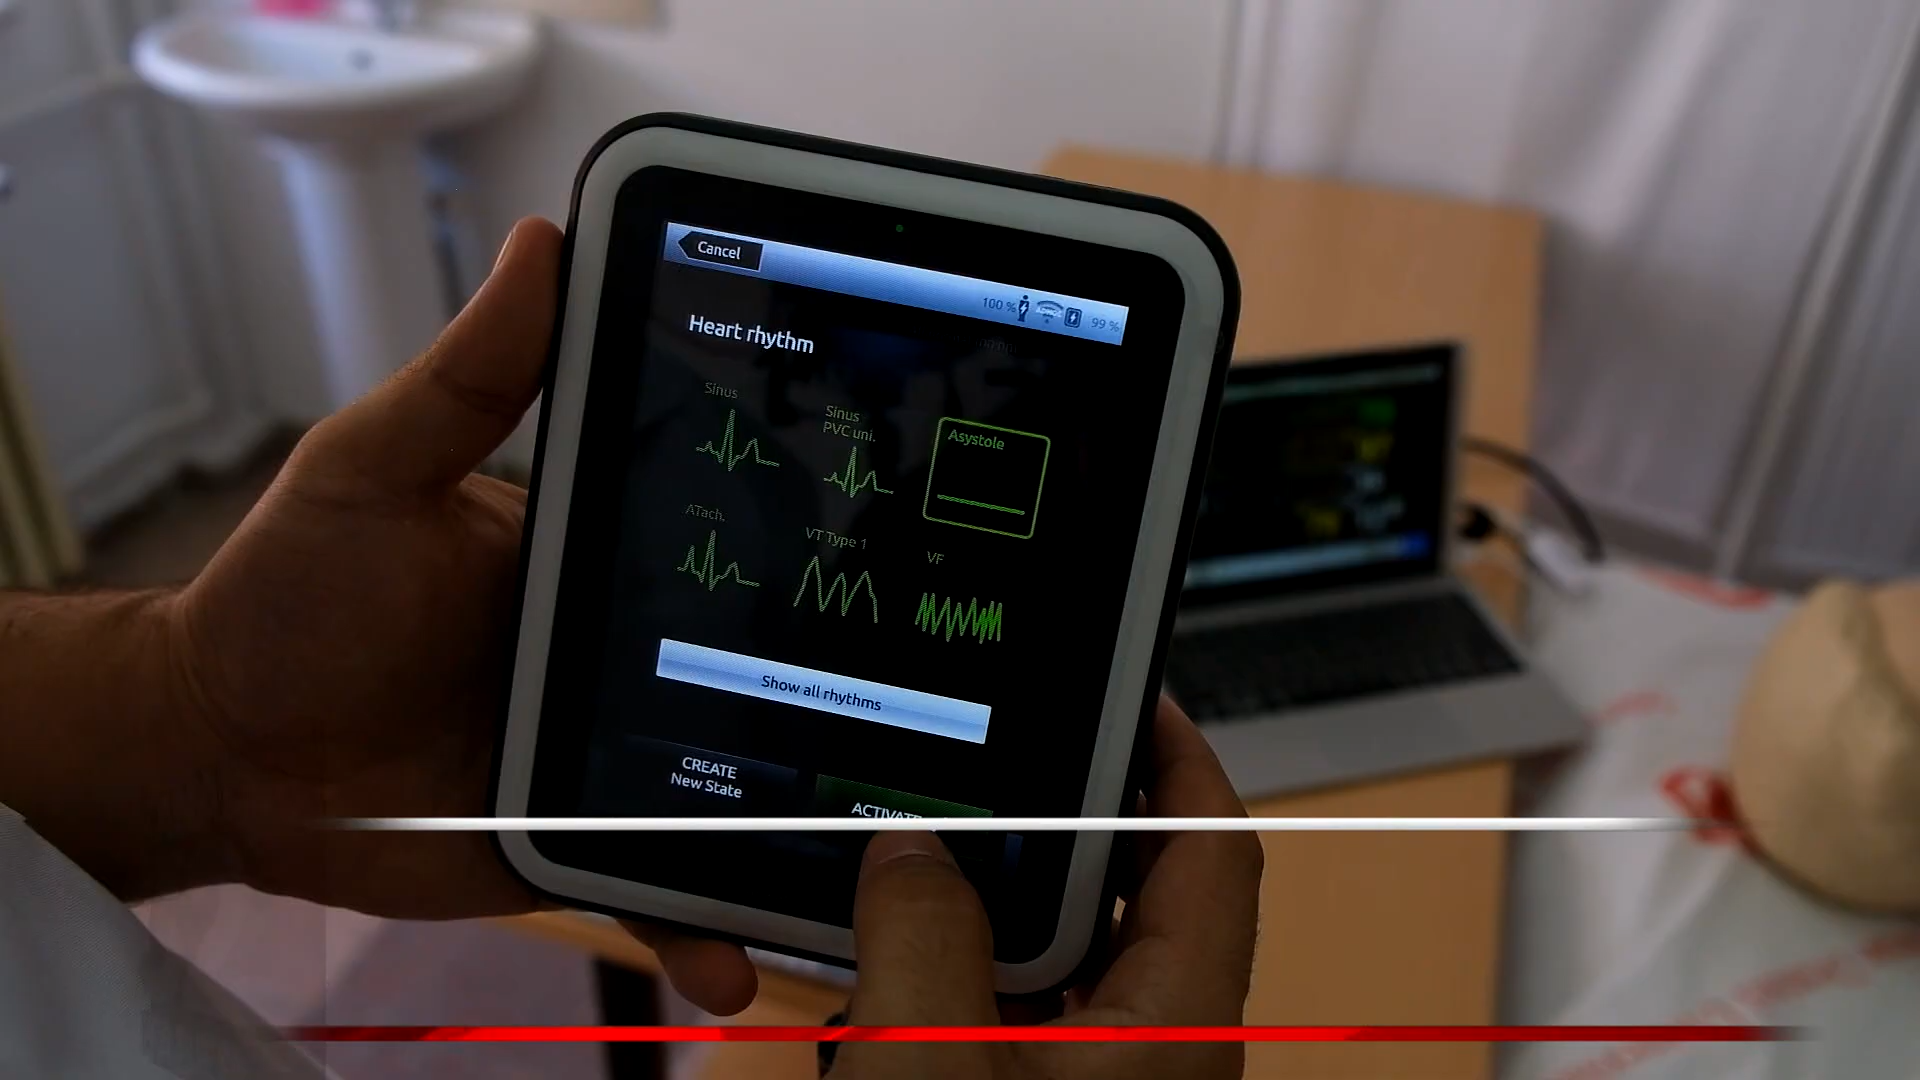 Cancel
100 %
99 %
Heart rhythm
Sinus
Sinus
PVC uni.
Asystole
ATach.
VT Type 1
VF
Show all rhythms
CREATE
New State
ACTIVATE